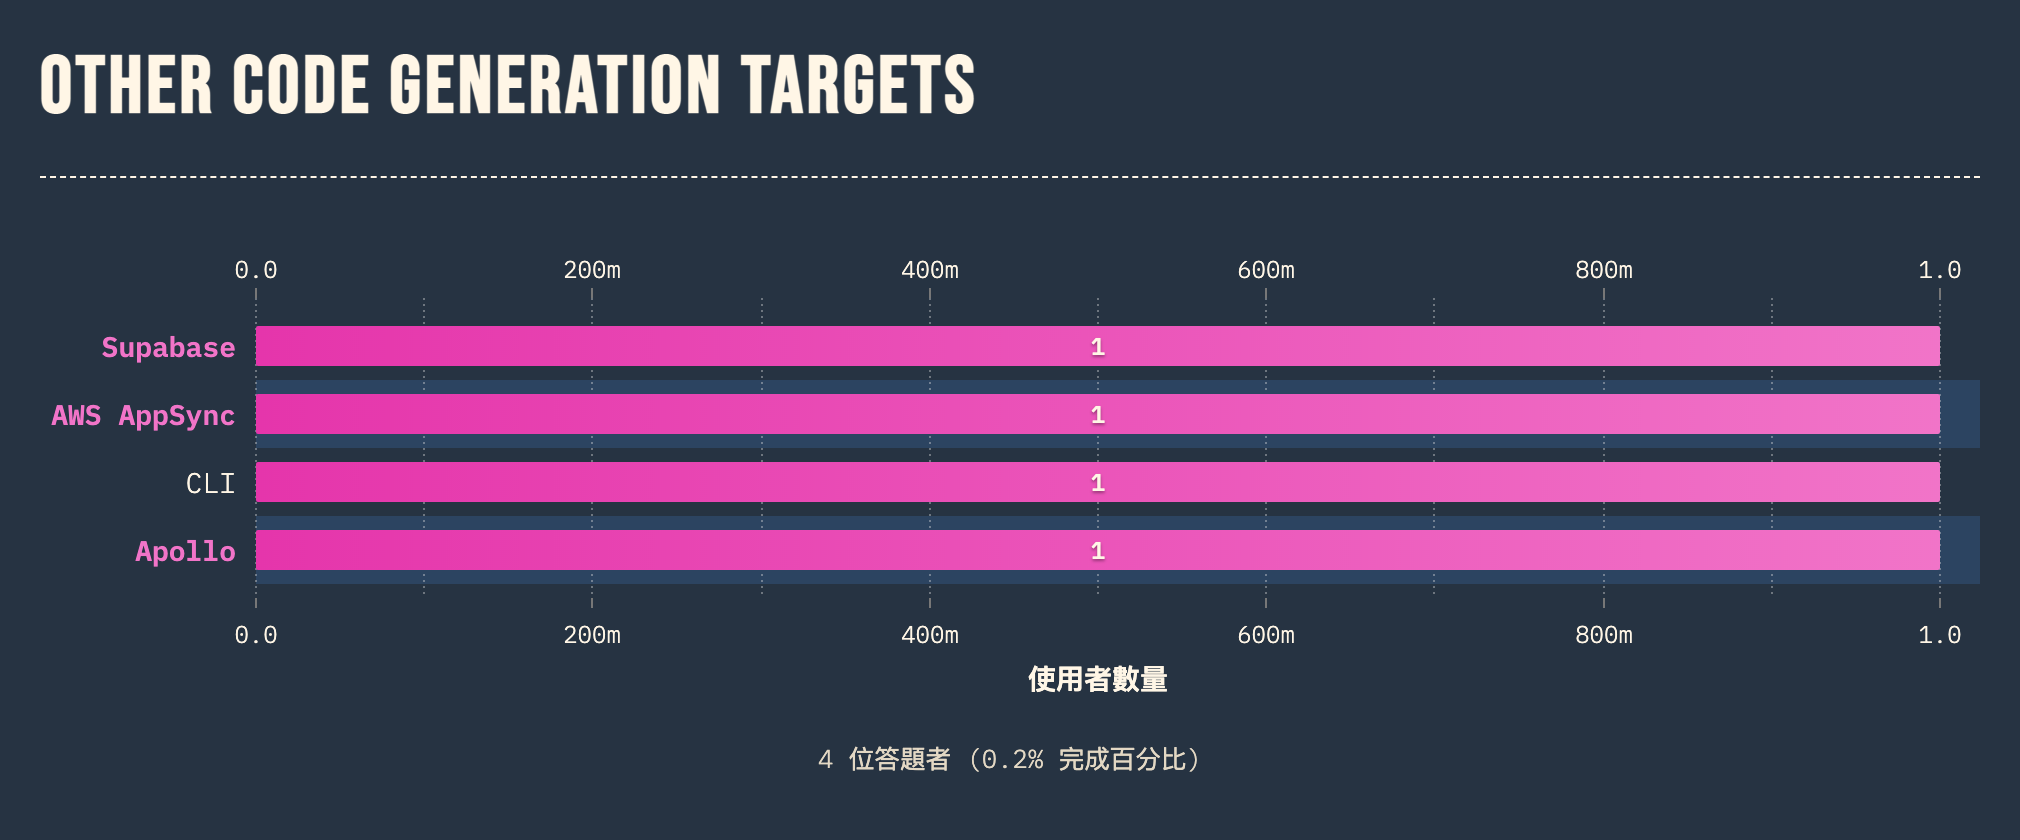 OTHER CODE GENERATION TARGETS
0.0 200m 400m 600m 800m 1.0
Supabase 1
AWS AppSync 1
CLI 1
Apollo 1
0.0 200m 400m 600m 800m 1.0
使用者數量
4 位答題者 (0.2% 完成百分比)